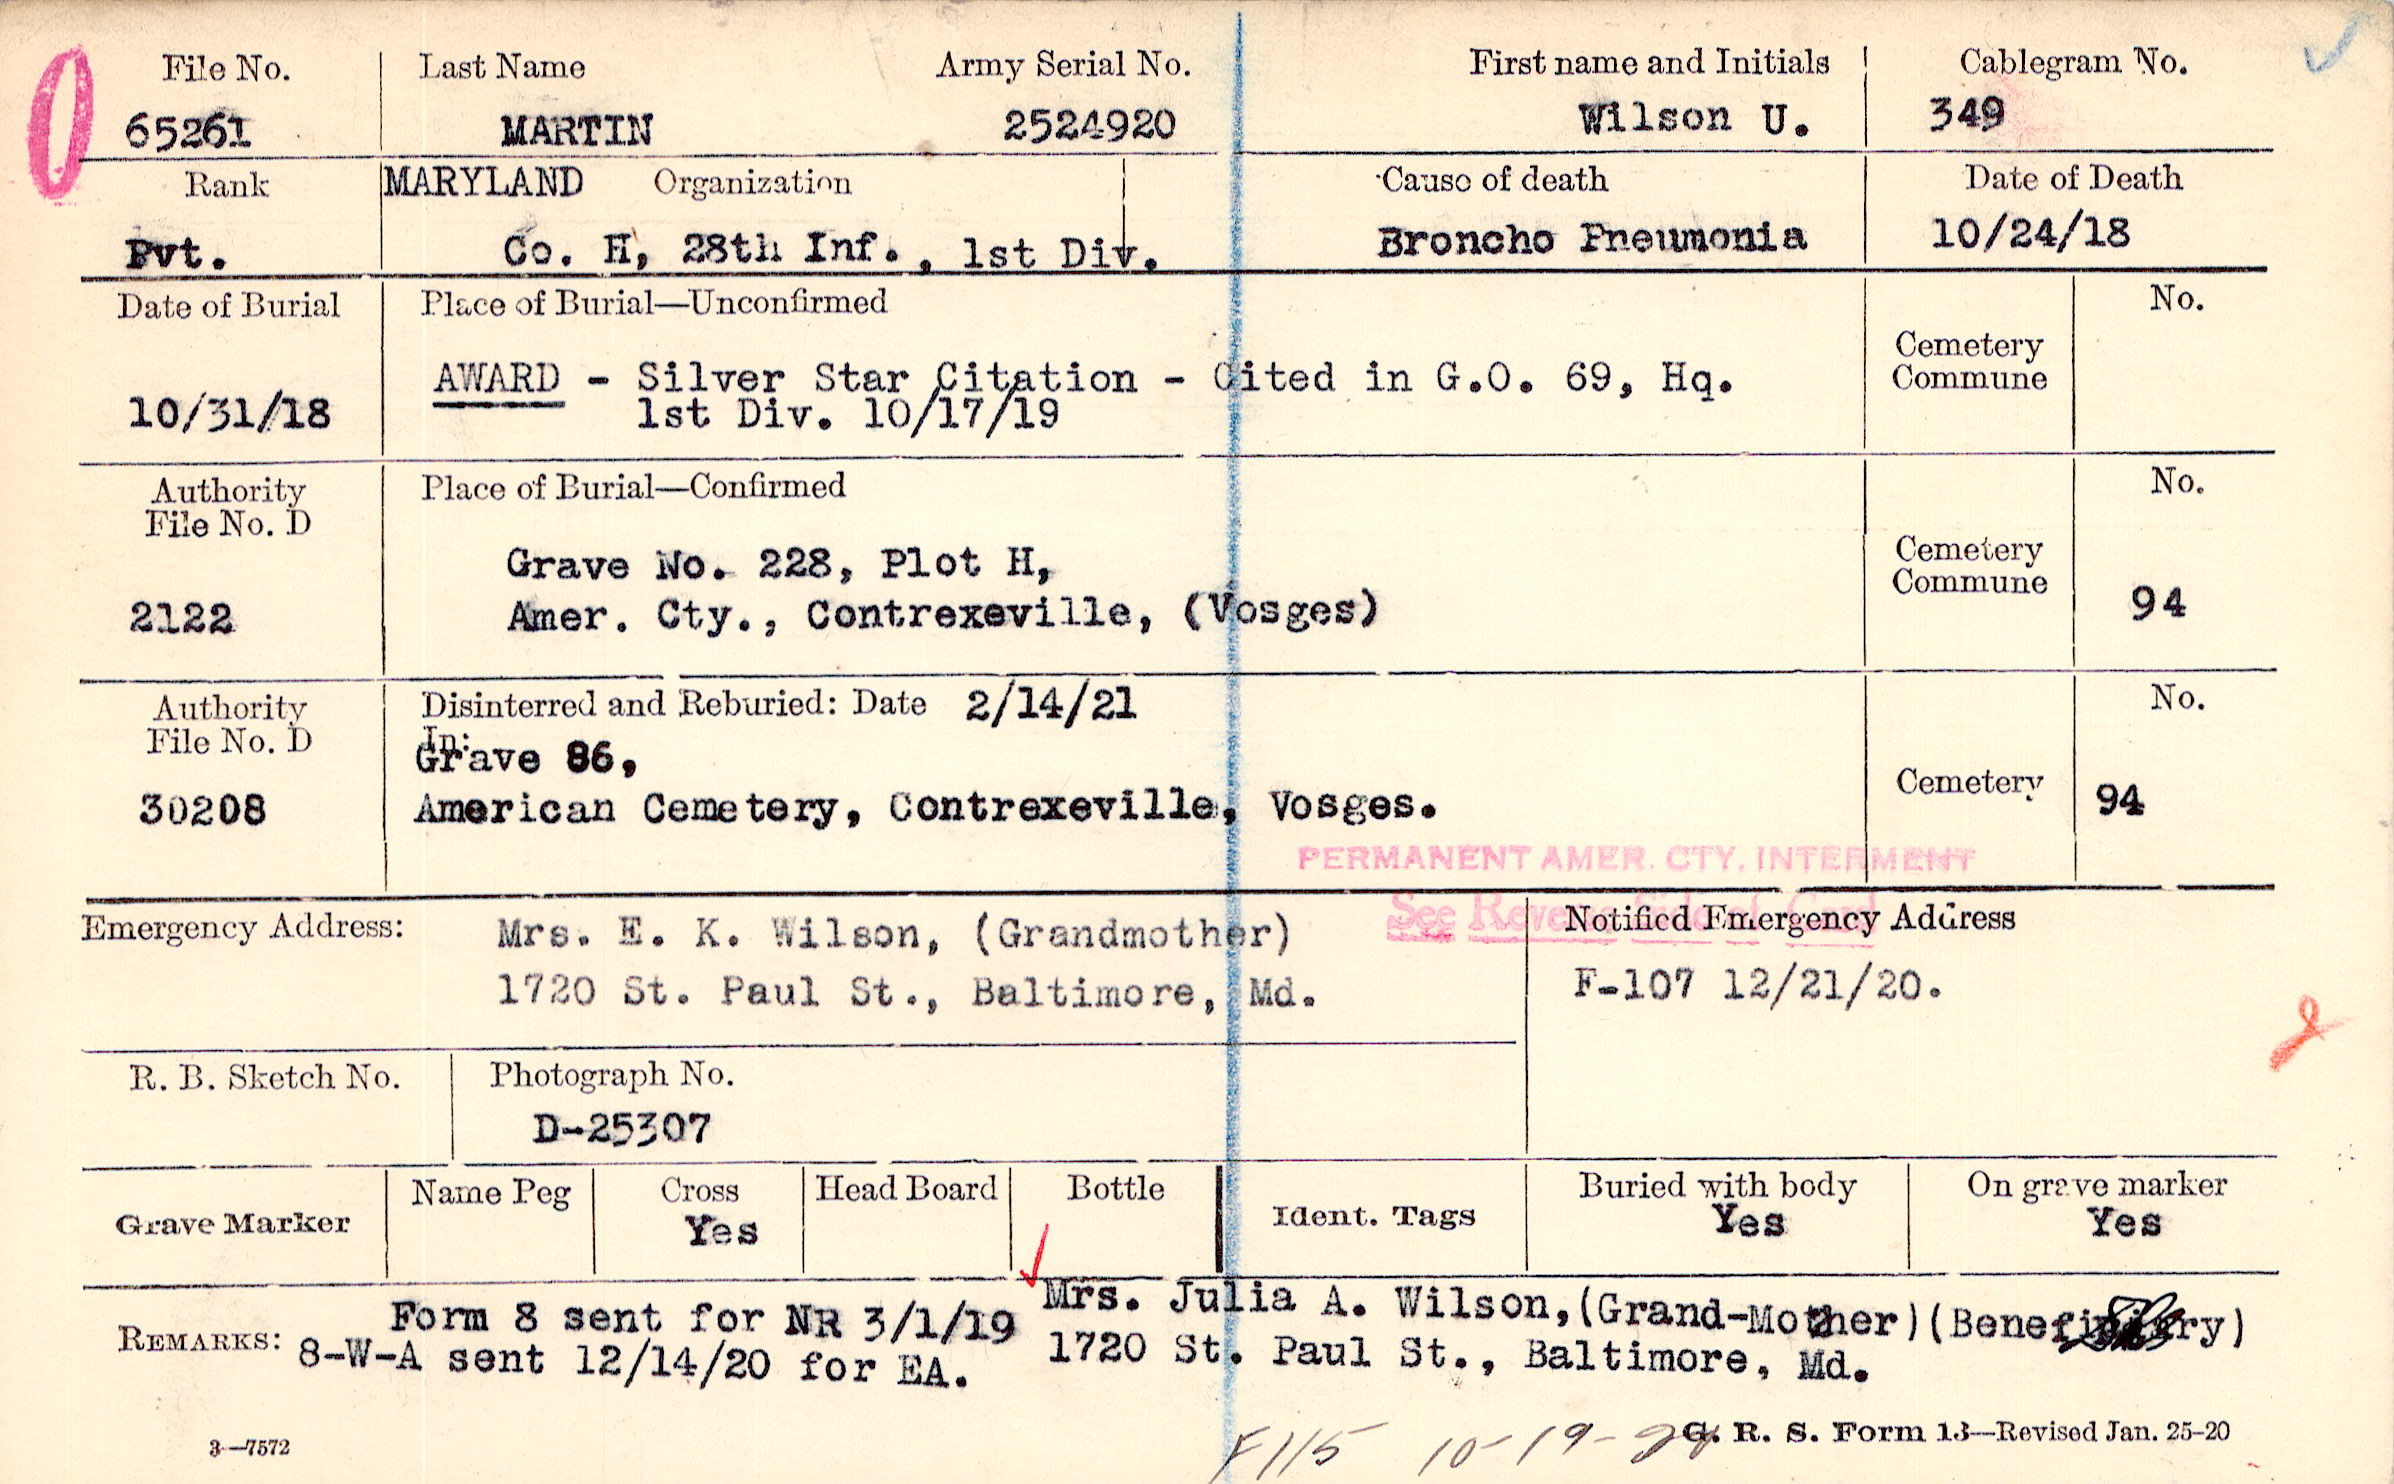 File No. Last Name Army Serial No. First name and Initials Cablegram No.
65261 MARTIN 2524920 Wilson U. 349
Rank MARYLAND Organization Cause of death Date of Death
Pvt. Co. H, 28th Inf., 1st Div. Broncho Pneumonia 10/24/18
Date of Burial Place of Burial—Unconfirmed No.
Cemetery
Commune
AWARD - Silver Star Citation - Cited in G.O. 69, Hq.
10/31/18 1st Div. 10/17/19
Authority Place of Burial—Confirmed No.
File No. D
Grave No. 228, Plot H, Cemetery
Commune
2122 Amer. Cty., Contrexeville, (Vosges) 94
Authority Disinterred and Reburied: Date 2/14/21 No.
File No. D In:
Grave 86,
Cemetery
30208 American Cemetery, Contrexeville, Vosges. 94
PERMANENT AMER. CTY. INTERMENT
See Reverse Side of Card
Emergency Address: Mrs. E. K. Wilson, (Grandmother) Notified Emergency Address
1720 St. Paul St., Baltimore, Md. F-107 12/21/20.
R. B. Sketch No. Photograph No.
D-25307
Grave Marker Name Peg Cross Head Board Bottle Ident. Tags Buried with body On grave marker
Yes Yes Yes
REMARKS: Form 8 sent for NR 3/1/19 Mrs. Julia A. Wilson,(Grand-Mother)
8-W-A sent 12/14/20 for EA. 1720 St. Paul St., Baltimore, Md.
3—7572 F115 10-19- G. R. S. Form 13—Revised Jan. 25-20